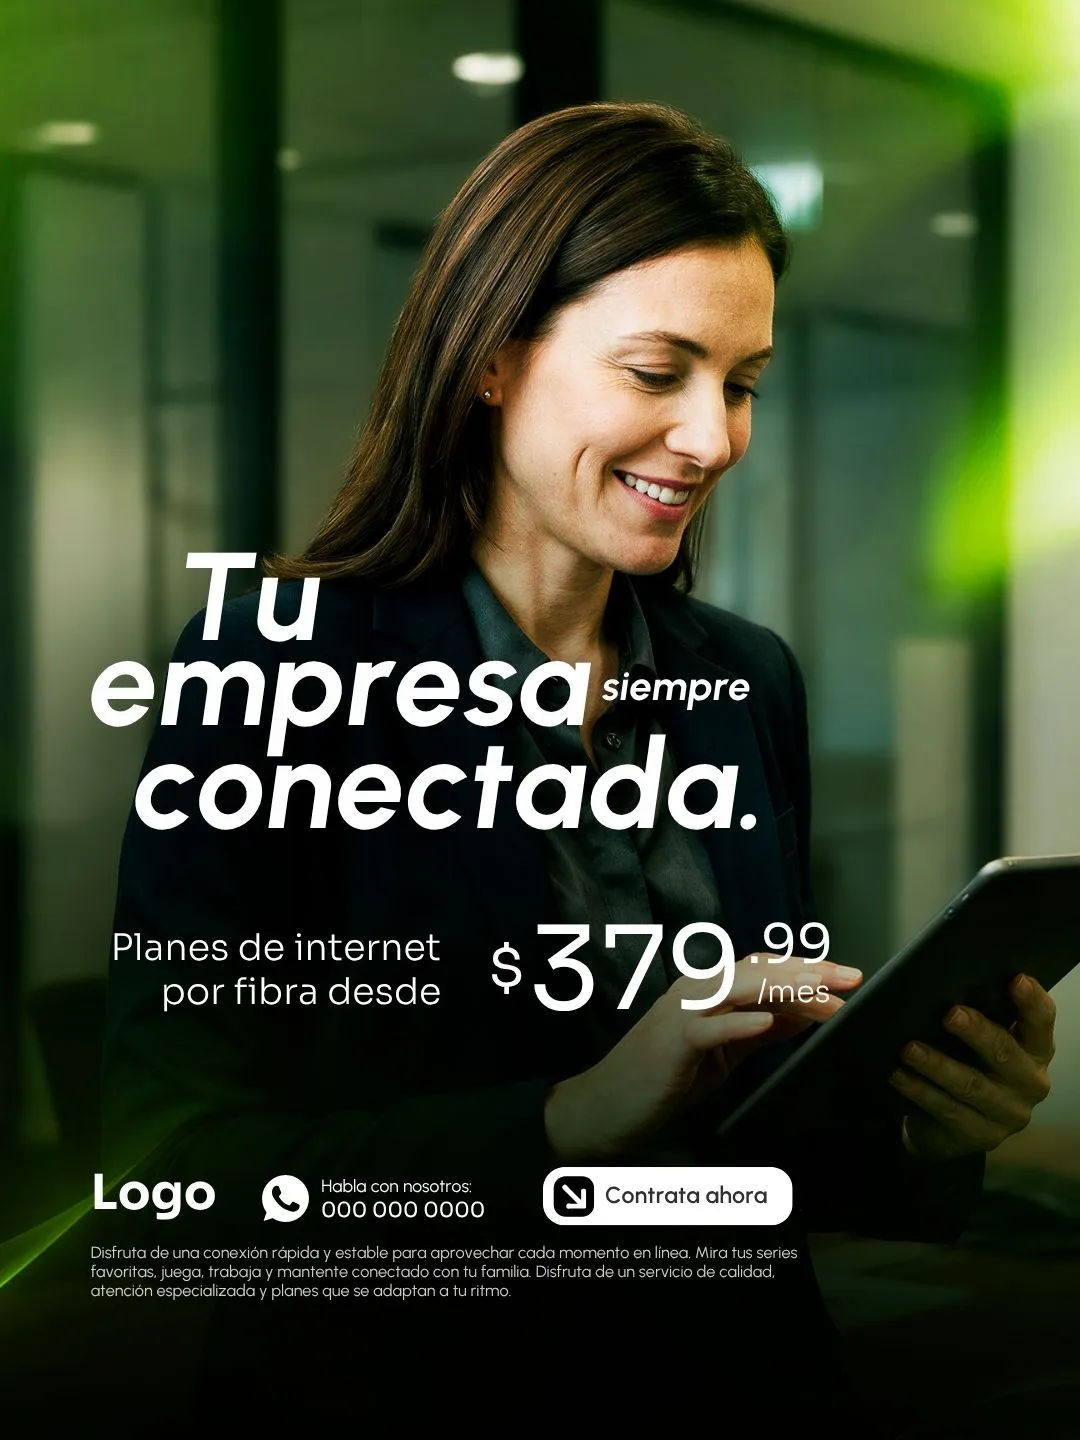 Tu
empresa siempre
conectada.
Planes de internet
por fibra desde
$379.99
/mes
Logo
Habla con nosotros:
000 000 0000
Contrata ahora
Disfruta de una conexión rápida y estable para aprovechar cada momento en línea. Mira tus series
favoritas, juega, trabaja y mantente conectado con tu familia. Disfruta de un servicio de calidad,
atención especializada y planes que se adaptan a tu ritmo.